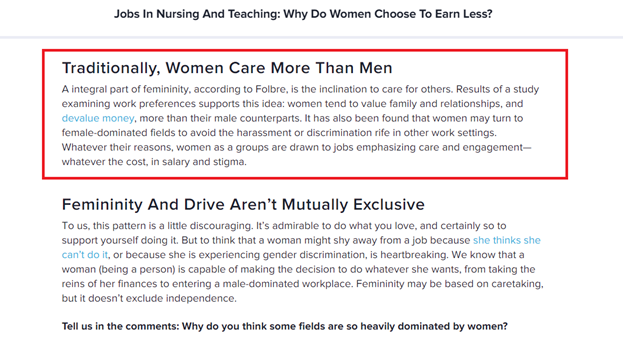 Jobs In Nursing And Teaching: Why Do Women Choose To Earn Less?
Traditionally, Women Care More Than Men
A integral part of femininity, according to Folbre, is the inclination to care for others. Results of a study
examining work preferences supports this idea: women tend to value family and relationships, and
devalue money, more than their male counterparts. It has also been found that women may turn to
female-dominated fields to avoid the harassment or discrimination rife in other work settings.
Whatever their reasons, women as a groups are drawn to jobs emphasizing care and engagement—
whatever the cost, in salary and stigma.
Femininity And Drive Aren't Mutually Exclusive
To us, this pattern is a little discouraging. It's admirable to do what you love, and certainly so to
support yourself doing it. But to think that a woman might shy away from a job because she thinks she
can't do it, or because she is experiencing gender discrimination, is heartbreaking. We know that a
woman (being a person) is capable of making the decision to do whatever she wants, from taking the
reins of her finances to entering a male-dominated workplace. Femininity may be based on caretaking,
but it doesn't exclude independence.
Tell us in the comments: Why do you think some fields are so heavily dominated by women?